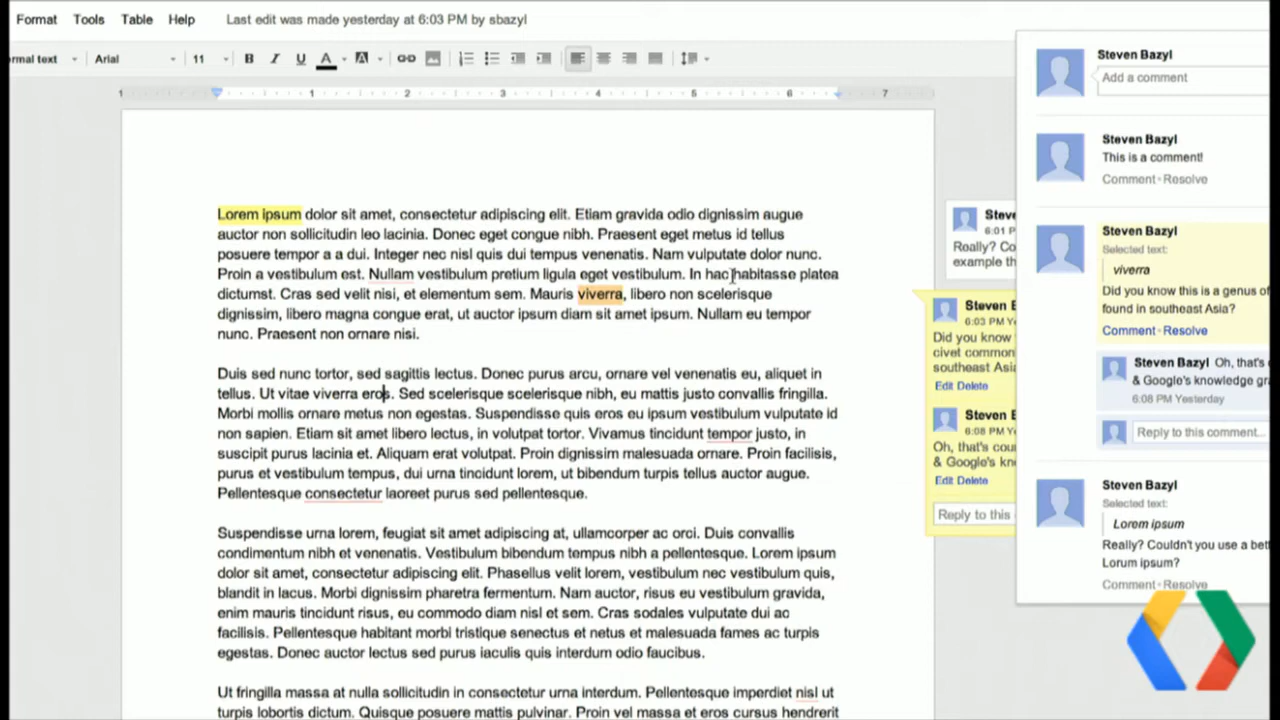 Format Tools Table Help Last edit was made yesterday at 6:03 PM by sbazyl
rmal text Arial 11 B I U A A
1 1 2 3 4 5 6 7
Lorem ipsum dolor sit amet, consectetur adipiscing elit. Etiam gravida odio dignissim augue
auctor non sollicitudin leo lacinia. Donec eget congue nibh. Praesent eget metus id tellus
posuere tempor a a dui. Integer nec nisl quis dui tempus venenatis. Nam vulputate dolor nunc.
Proin a vestibulum est. Nullam vestibulum pretium ligula eget vestibulum. In hac habitasse platea
dictumst. Cras sed velit nisi, et elementum sem. Mauris viverra, libero non scelerisque
dignissim, libero magna congue erat, ut auctor ipsum diam sit amet ipsum. Nullam eu tempor
nunc. Praesent non ornare nisi.
Duis sed nunc tortor, sed sagittis lectus. Donec purus arcu, ornare vel venenatis eu, aliquet in
tellus. Ut vitae viverra eros. Sed scelerisque scelerisque nibh, eu mattis justo convallis fringilla.
Morbi mollis ornare metus non egestas. Suspendisse quis eros eu ipsum vestibulum vulputate id
non sapien. Etiam sit amet libero lectus, in volutpat tortor. Vivamus tincidunt tempor justo, in
suscipit purus lacinia et. Aliquam erat volutpat. Proin dignissim malesuada ornare. Proin facilisis,
purus et vestibulum tempus, dui urna tincidunt lorem, ut bibendum turpis tellus auctor augue.
Pellentesque consectetur laoreet purus sed pellentesque.
Suspendisse urna lorem, feugiat sit amet adipiscing at, ullamcorper ac orci. Duis convallis
condimentum nibh et venenatis. Vestibulum bibendum tempus nibh a pellentesque. Lorem ipsum
dolor sit amet, consectetur adipiscing elit. Phasellus velit lorem, vestibulum nec vestibulum quis,
blandit in lacus. Morbi dignissim pharetra fermentum. Nam auctor, risus eu vestibulum gravida,
enim mauris tincidunt risus, eu commodo diam nisl et sem. Cras sodales vulputate dui ac
facilisis. Pellentesque habitant morbi tristique senectus et netus et malesuada fames ac turpis
egestas. Donec auctor lectus sed purus iaculis quis interdum odio faucibus.
Ut fringilla massa at nulla sollicitudin in consectetur urna interdum. Pellentesque imperdiet nisl ut
turpis lobortis dictum. Quisque posuere mattis pulvinar. Proin vel massa et eros cursus hendrerit
Steve
6:01 P
Really? Co
example th
Steven B
6:03 PM Ye
Did you know
civet common
southeast Asia
Edit Delete
Steven B
6:08 PM Ye
Oh, that's cou
& Google's kno
Edit Delete
Reply to this
Steven Bazyl
Add a comment
Steven Bazyl
This is a comment!
Comment · Resolve
Steven Bazyl
Selected text:
viverra
Did you know this is a genus of
found in southeast Asia?
Comment · Resolve
Steven Bazyl Oh, that's
& Google's knowledge gra
6:08 PM Yesterday
Reply to this comment...
Steven Bazyl
Selected text:
Lorem ipsum
Really? Couldn't you use a bet
Lorum ipsum?
Comment · Resolve